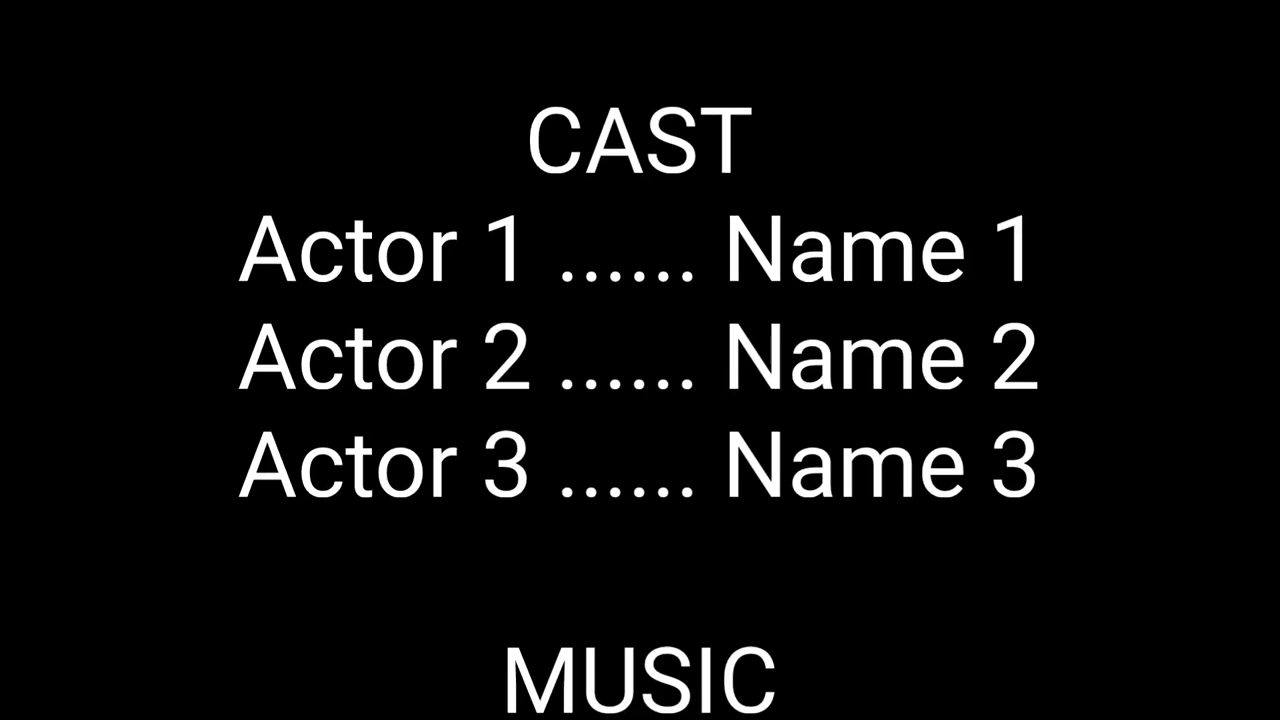 CAST
Actor 1 ...... Name 1
Actor 2 ...... Name 2
Actor 3 ...... Name 3
MUSIC